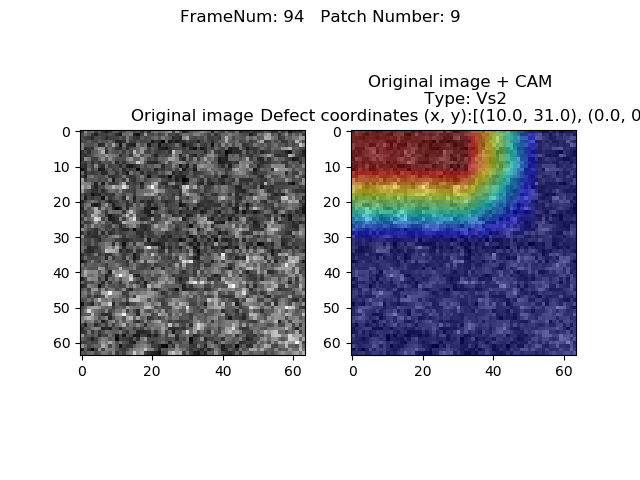 FrameNum: 94   Patch Number: 9
Original image + CAM
Type: Vs2
Original image
Defect coordinates (x, y):[(10.0, 31.0), (0.0, 0
0
10
20
30
40
50
60
0 20 40 60
0
10
20
30
40
50
60
0 20 40 60